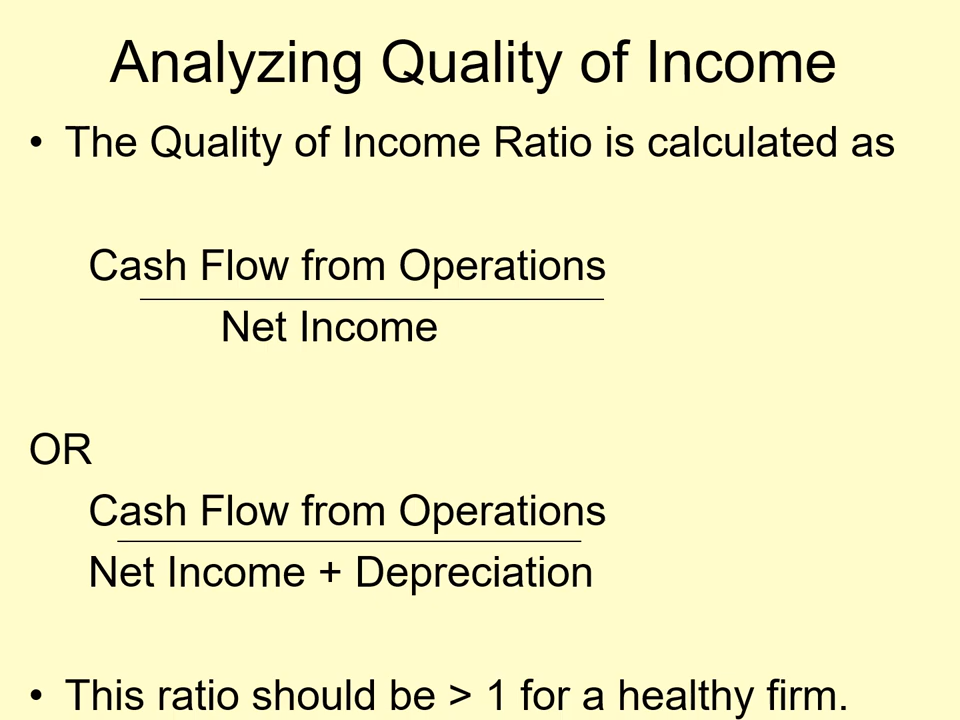 Analyzing Quality of Income
• The Quality of Income Ratio is calculated as
Cash Flow from Operations
Net Income
OR
Cash Flow from Operations
Net Income + Depreciation
• This ratio should be > 1 for a healthy firm.